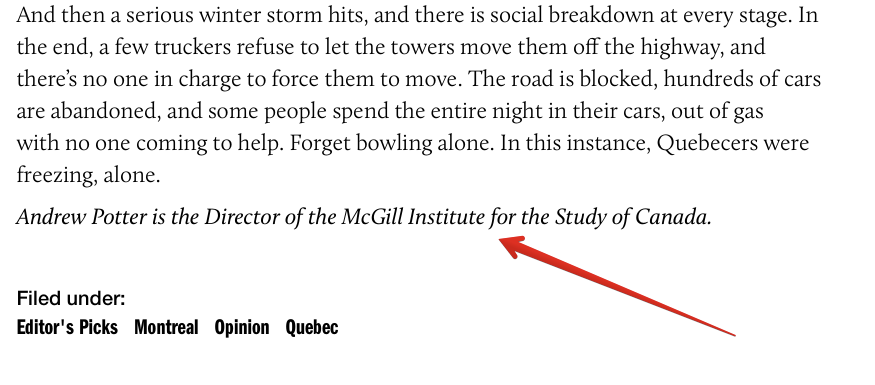 And then a serious winter storm hits, and there is social breakdown at every stage. In
the end, a few truckers refuse to let the towers move them off the highway, and
there’s no one in charge to force them to move. The road is blocked, hundreds of cars
are abandoned, and some people spend the entire night in their cars, out of gas
with no one coming to help. Forget bowling alone. In this instance, Quebecers were
freezing, alone.
Andrew Potter is the Director of the McGill Institute for the Study of Canada.
Filed under:
Editor's Picks Montreal Opinion Quebec